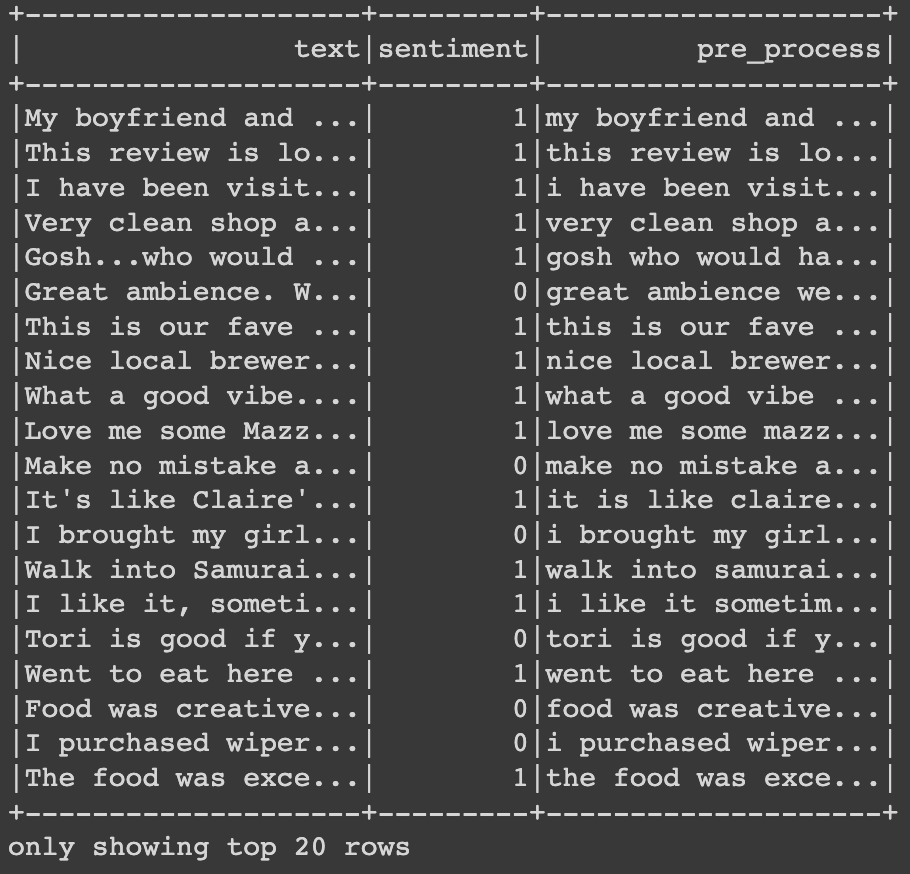 +--------------------+---------+--------------------+
|                text|sentiment|         pre_process|
+--------------------+---------+--------------------+
|My boyfriend and ...|        1|my boyfriend and ...|
|This review is lo...|        1|this review is lo...|
|I have been visit...|        1|i have been visit...|
|Very clean shop a...|        1|very clean shop a...|
|Gosh...who would ...|        1|gosh who would ha...|
|Great ambience. W...|        0|great ambience we...|
|This is our fave ...|        1|this is our fave ...|
|Nice local brewer...|        1|nice local brewer...|
|What a good vibe....|        1|what a good vibe ...|
|Love me some Mazz...|        1|love me some mazz...|
|Make no mistake a...|        0|make no mistake a...|
|It's like Claire'...|        1|it is like claire...|
|I brought my girl...|        0|i brought my girl...|
|Walk into Samurai...|        1|walk into samurai...|
|I like it, someti...|        1|i like it sometim...|
|Tori is good if y...|        0|tori is good if y...|
|Went to eat here ...|        1|went to eat here ...|
|Food was creative...|        0|food was creative...|
|I purchased wiper...|        0|i purchased wiper...|
|The food was exce...|        1|the food was exce...|
+--------------------+---------+--------------------+
only showing top 20 rows